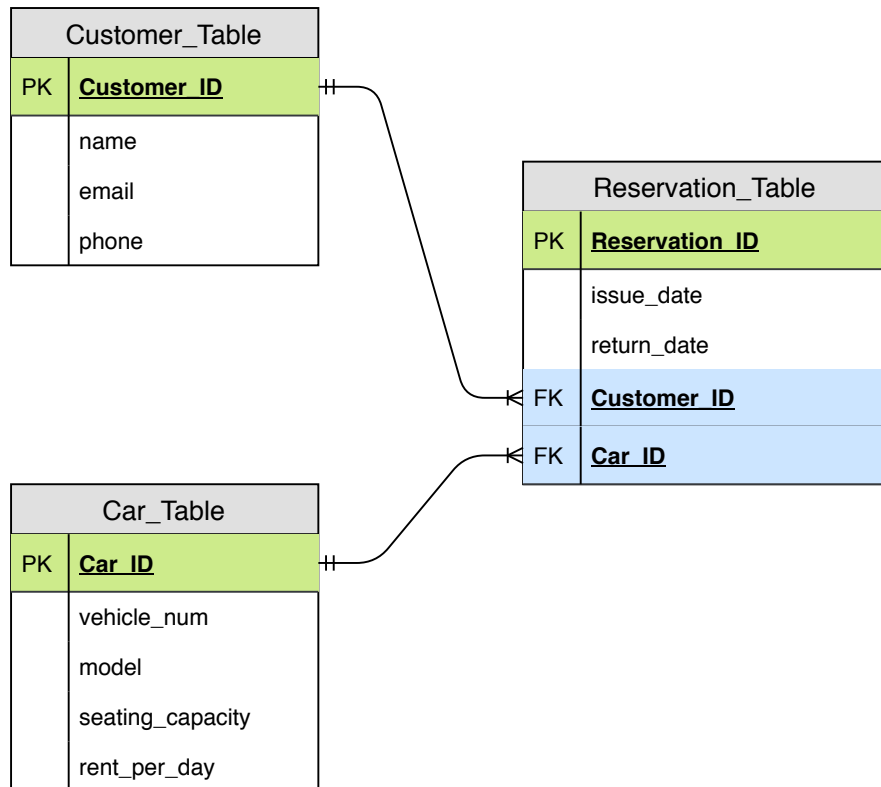 Customer_Table
PK Customer_ID
name
email
phone
Reservation_Table
PK Reservation_ID
issue_date
return_date
FK Customer_ID
FK Car_ID
Car_Table
PK Car_ID
vehicle_num
model
seating_capacity
rent_per_day